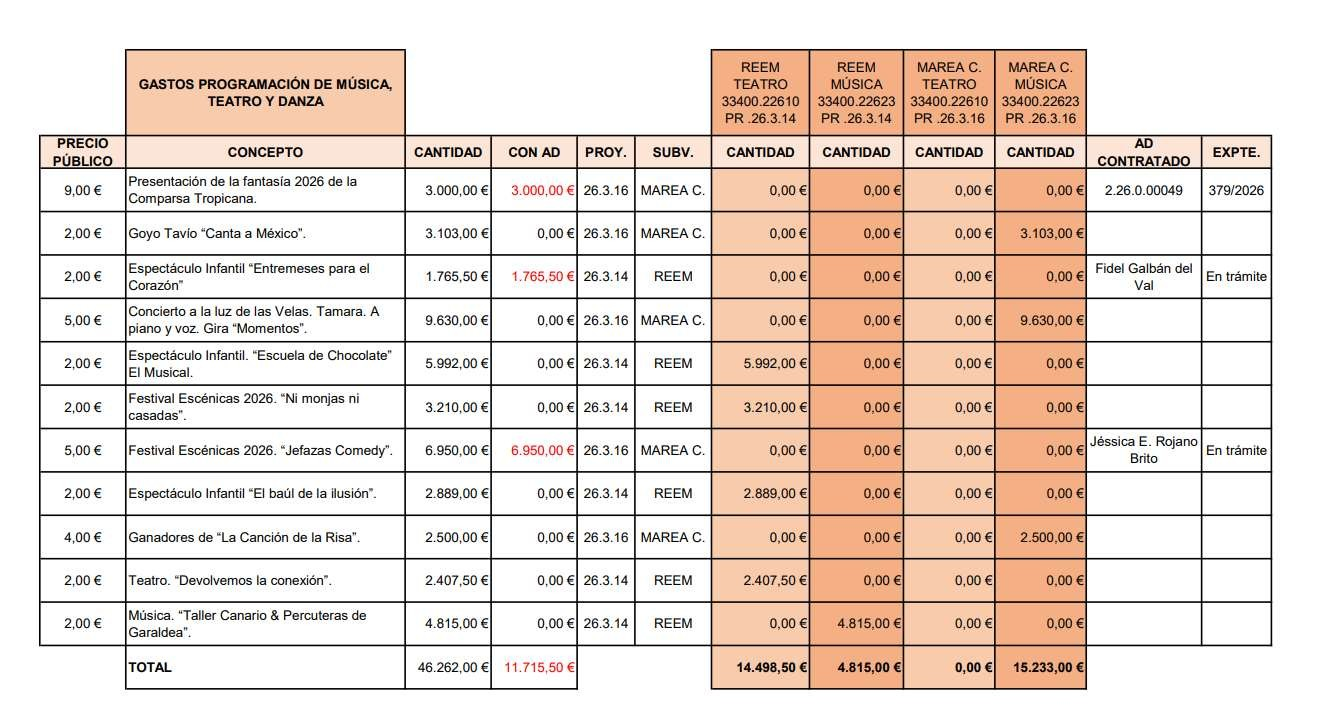 GASTOS PROGRAMACIÓN DE MÚSICA,
TEATRO Y DANZA
REEM
TEATRO
33400.22610
PR .26.3.14
REEM
MÚSICA
33400.22623
PR .26.3.14
MAREA C.
TEATRO
33400.22610
PR .26.3.16
MAREA C.
MÚSICA
33400.22623
PR .26.3.16
PRECIO
PÚBLICO
CONCEPTO
CANTIDAD
CON AD
PROY.
SUBV.
CANTIDAD
CANTIDAD
CANTIDAD
CANTIDAD
AD
CONTRATADO
EXPTE.
9,00 €
Presentación de la fantasía 2026 de la
Comparsa Tropicana.
3.000,00 €
3.000,00 €
26.3.16
MAREA C.
0,00 €
0,00 €
0,00 €
0,00 €
2.26.0.00049
379/2026
2,00 €
Goyo Tavío “Canta a México”.
3.103,00 €
0,00 €
26.3.16
MAREA C.
0,00 €
0,00 €
0,00 €
3.103,00 €
2,00 €
Espectáculo Infantil “Entremeses para el
Corazón”
1.765,50 €
1.765,50 €
26.3.14
REEM
0,00 €
0,00 €
0,00 €
0,00 €
Fidel Galbán del
Val
En trámite
5,00 €
Concierto a la luz de las Velas. Tamara. A
piano y voz. Gira “Momentos”.
9.630,00 €
0,00 €
26.3.16
MAREA C.
0,00 €
0,00 €
0,00 €
9.630,00 €
2,00 €
Espectáculo Infantil. “Escuela de Chocolate”
El Musical.
5.992,00 €
0,00 €
26.3.14
REEM
5.992,00 €
0,00 €
0,00 €
0,00 €
2,00 €
Festival Escénicas 2026. “Ni monjas ni
casadas”.
3.210,00 €
0,00 €
26.3.14
REEM
3.210,00 €
0,00 €
0,00 €
0,00 €
5,00 €
Festival Escénicas 2026. “Jefazas Comedy”.
6.950,00 €
6.950,00 €
26.3.16
MAREA C.
0,00 €
0,00 €
0,00 €
0,00 €
Jéssica E. Rojano
Brito
En trámite
2,00 €
Espectáculo Infantil “El baúl de la ilusión”.
2.889,00 €
0,00 €
26.3.14
REEM
2.889,00 €
0,00 €
0,00 €
0,00 €
4,00 €
Ganadores de “La Canción de la Risa”.
2.500,00 €
0,00 €
26.3.16
MAREA C.
0,00 €
0,00 €
0,00 €
2.500,00 €
2,00 €
Teatro. “Devolvemos la conexión”.
2.407,50 €
0,00 €
26.3.14
REEM
2.407,50 €
0,00 €
0,00 €
0,00 €
2,00 €
Música. “Taller Canario & Percuteras de
Garaldea”.
4.815,00 €
0,00 €
26.3.14
REEM
0,00 €
4.815,00 €
0,00 €
0,00 €
TOTAL
46.262,00 €
11.715,50 €
14.498,50 €
4.815,00 €
0,00 €
15.233,00 €